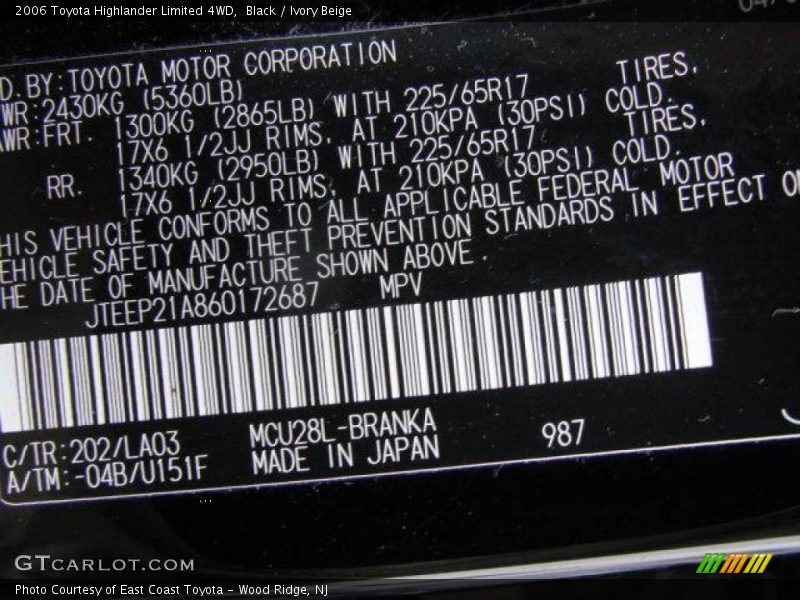 2006 Toyota Highlander Limited 4WD, Black / Ivory Beige
D.BY:TOYOTA MOTOR CORPORATION
WR:2430KG (5360LB)
AWR:FRT. 1300KG (2865LB) WITH 225/65R17 TIRES,
17X6 1/2JJ RIMS, AT 210KPA (30PSI) COLD.
RR. 1340KG (2950LB) WITH 225/65R17 TIRES,
17X6 1/2JJ RIMS, AT 210KPA (30PSI) COLD.
HIS VEHICLE CONFORMS TO ALL APPLICABLE FEDERAL MOTOR
EHICLE SAFETY AND THEFT PREVENTION STANDARDS IN EFFECT ON
HE DATE OF MANUFACTURE SHOWN ABOVE.
JTEEP21A860172687 MPV
C/TR:202/LA03 MCU28L-BRANKA 987
A/TM:-04B/U151F MADE IN JAPAN
GTCARLOT.COM
Photo Courtesy of East Coast Toyota - Wood Ridge, NJ